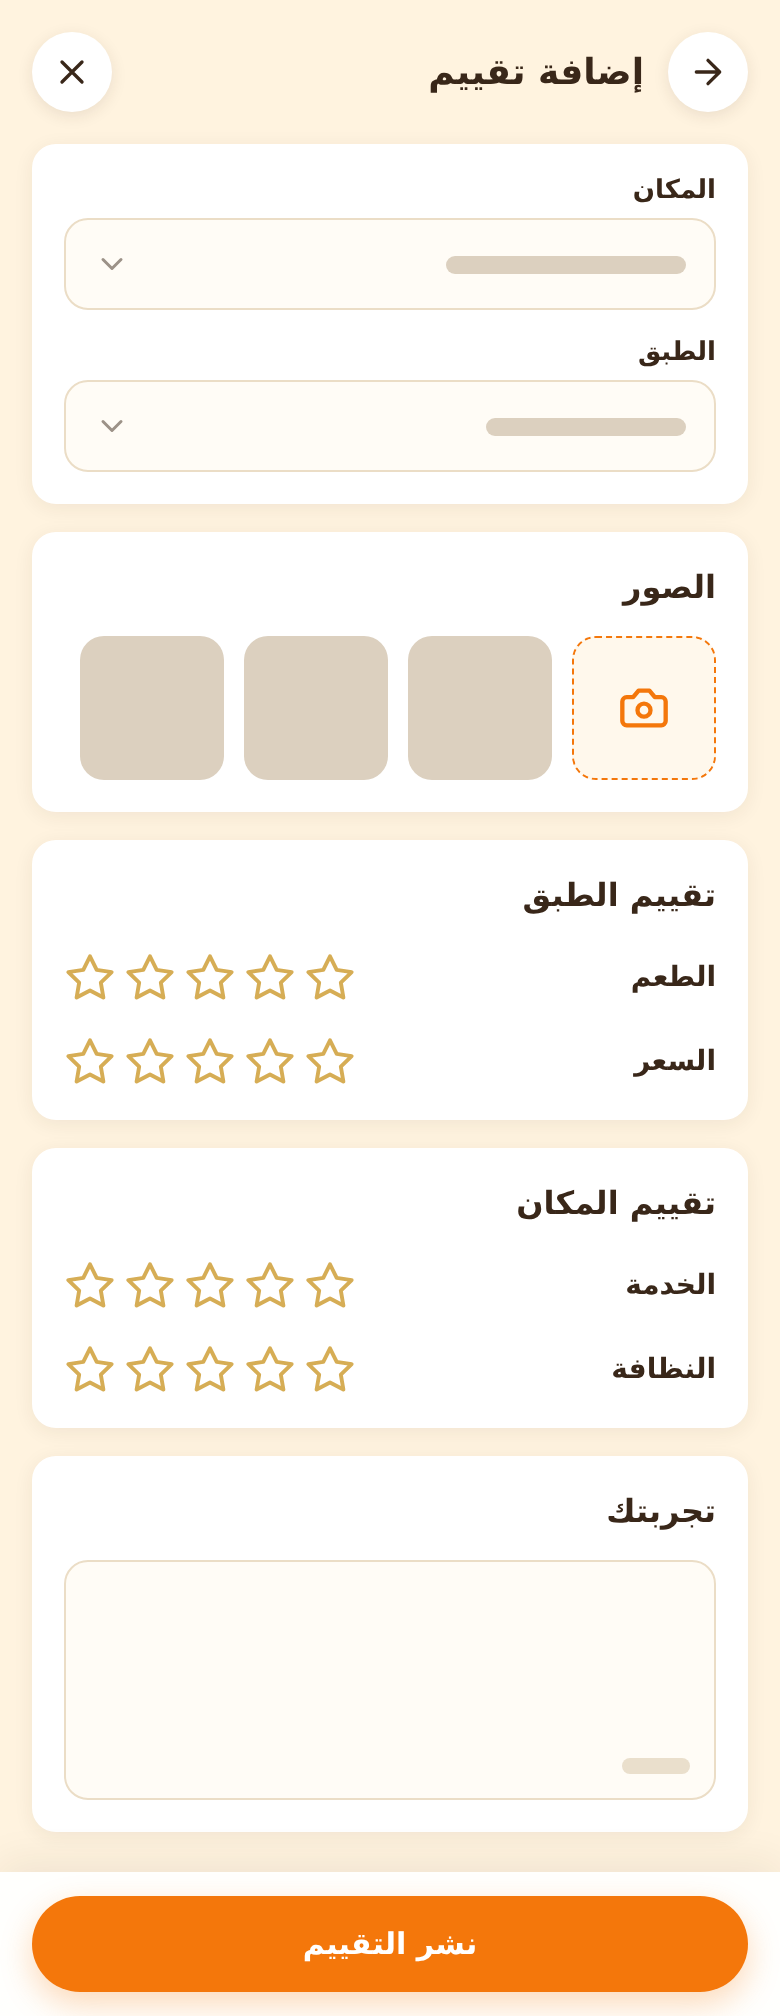 إضافة تقييم
المكان
الطبق
الصور
تقييم الطبق
الطعم
السعر
تقييم المكان
الخدمة
النظافة
تجربتك
نشر التقييم